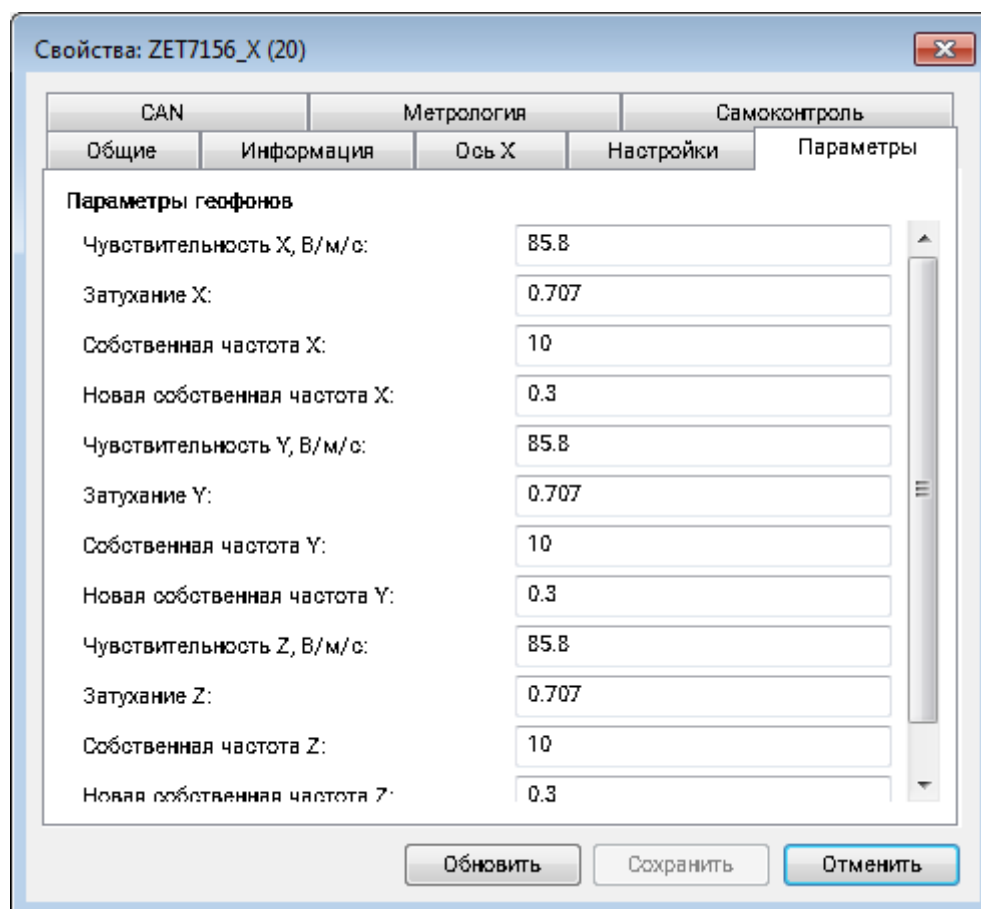 Свойства: ZET7156_X (20)
CAN Метрология Самоконтроль
Общие Информация Ось X Настройки Параметры
Параметры геофонов
Чувствительность X, В/м/с: 85.8
Затухание X: 0.707
Собственная частота X: 10
Новая собственная частота X: 0.3
Чувствительность Y, В/м/с: 85.8
Затухание Y: 0.707
Собственная частота Y: 10
Новая собственная частота Y: 0.3
Чувствительность Z, В/м/с: 85.8
Затухание Z: 0.707
Собственная частота Z: 10
Новая собственная частота Z: 0.3
Обновить Сохранить Отменить